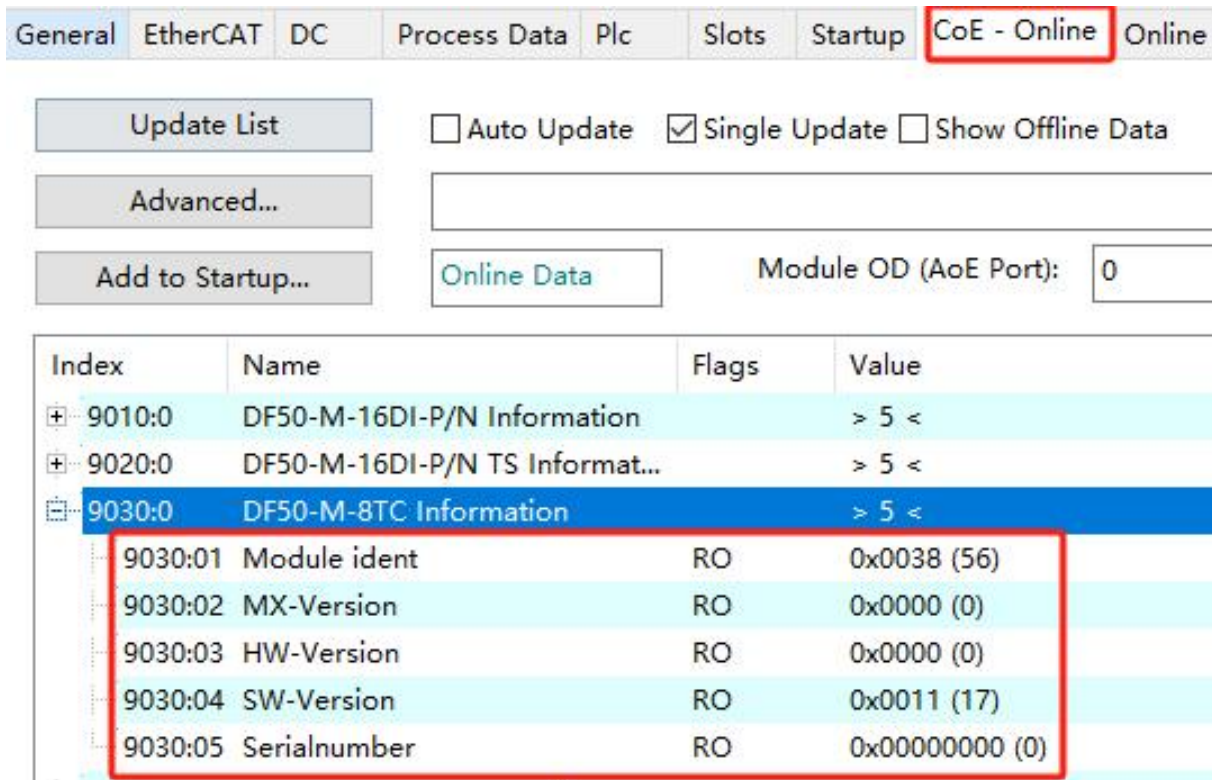 General EtherCAT DC Process Data Plc Slots Startup CoE - Online Online
Update List Auto Update Single Update Show Offline Data
Advanced...
Add to Startup... Online Data Module OD (AoE Port): 0
Index Name Flags Value
9010:0 DF50-M-16DI-P/N Information > 5 <
9020:0 DF50-M-16DI-P/N TS Informat... > 5 <
9030:0 DF50-M-8TC Information > 5 <
9030:01 Module ident RO 0x0038 (56)
9030:02 MX-Version RO 0x0000 (0)
9030:03 HW-Version RO 0x0000 (0)
9030:04 SW-Version RO 0x0011 (17)
9030:05 Serialnumber RO 0x00000000 (0)